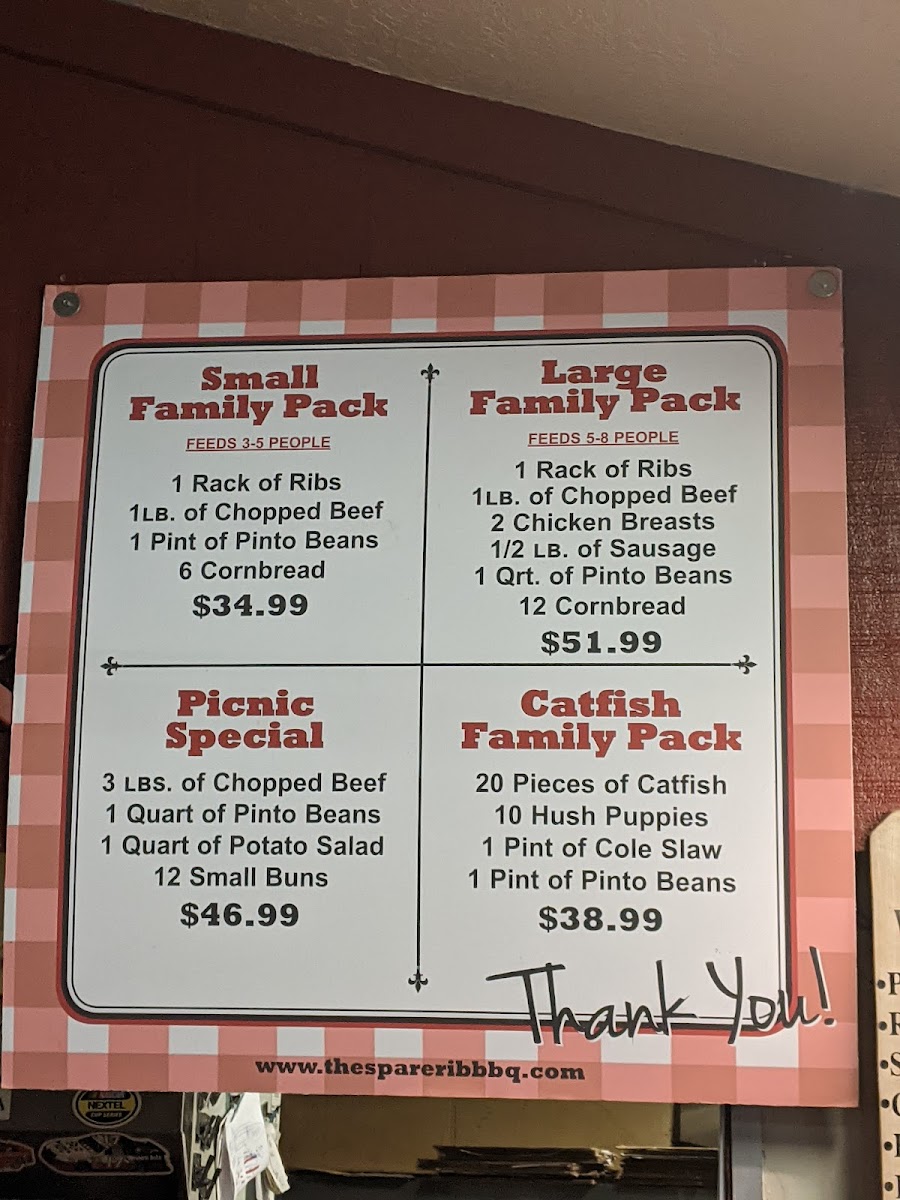 Small
Family Pack
FEEDS 3-5 PEOPLE
1 Rack of Ribs
1LB. of Chopped Beef
1 Pint of Pinto Beans
6 Cornbread
$34.99
Large
Family Pack
FEEDS 5-8 PEOPLE
1 Rack of Ribs
1LB. of Chopped Beef
2 Chicken Breasts
1/2 LB. of Sausage
1 Qrt. of Pinto Beans
12 Cornbread
$51.99
Picnic
Special
3 LBS. of Chopped Beef
1 Quart of Pinto Beans
1 Quart of Potato Salad
12 Small Buns
$46.99
Catfish
Family Pack
20 Pieces of Catfish
10 Hush Puppies
1 Pint of Cole Slaw
1 Pint of Pinto Beans
$38.99
Thank You!
www.thespareribbbq.com
NEXTEL